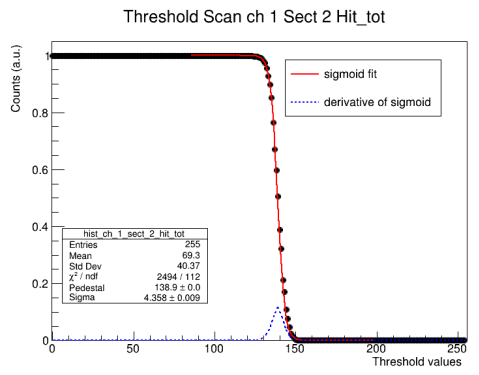 Threshold Scan ch 1 Sect 2 Hit_tot
Counts (a.u.)
1
0.8
0.6
0.4
0.2
0
sigmoid fit
derivative of sigmoid
hist_ch_1_sect_2_hit_tot
Entries 255
Mean 69.3
Std Dev 40.37
χ² / ndf 2494 / 112
Pedestal 138.9 ± 0.0
Sigma 4.358 ± 0.009
0 50 100 150 200 250
Threshold values